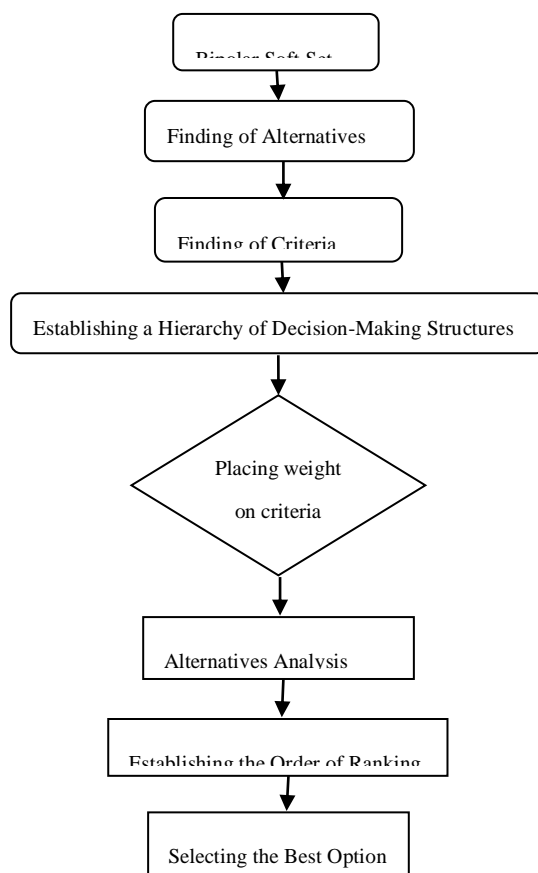 Bipolar Soft Set
Finding of Alternatives
Finding of Criteria
Establishing a Hierarchy of Decision-Making Structures
Placing weight
on criteria
Alternatives Analysis
Establishing the Order of Ranking
Selecting the Best Option